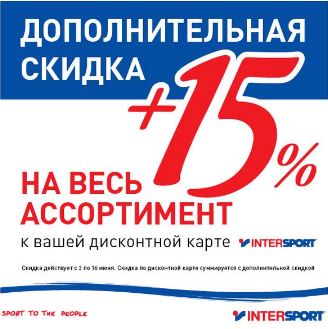 ДОПОЛНИТЕЛЬНАЯ
СКИДКА
+15%
НА ВЕСЬ
АССОРТИМЕНТ
к вашей дисконтной карте INTERSPORT
Скидка действует с 3 по 16 июня. Скидка по дисконтной карте суммируется с дополнительной скидкой
SPORT TO THE PEOPLE INTERSPORT